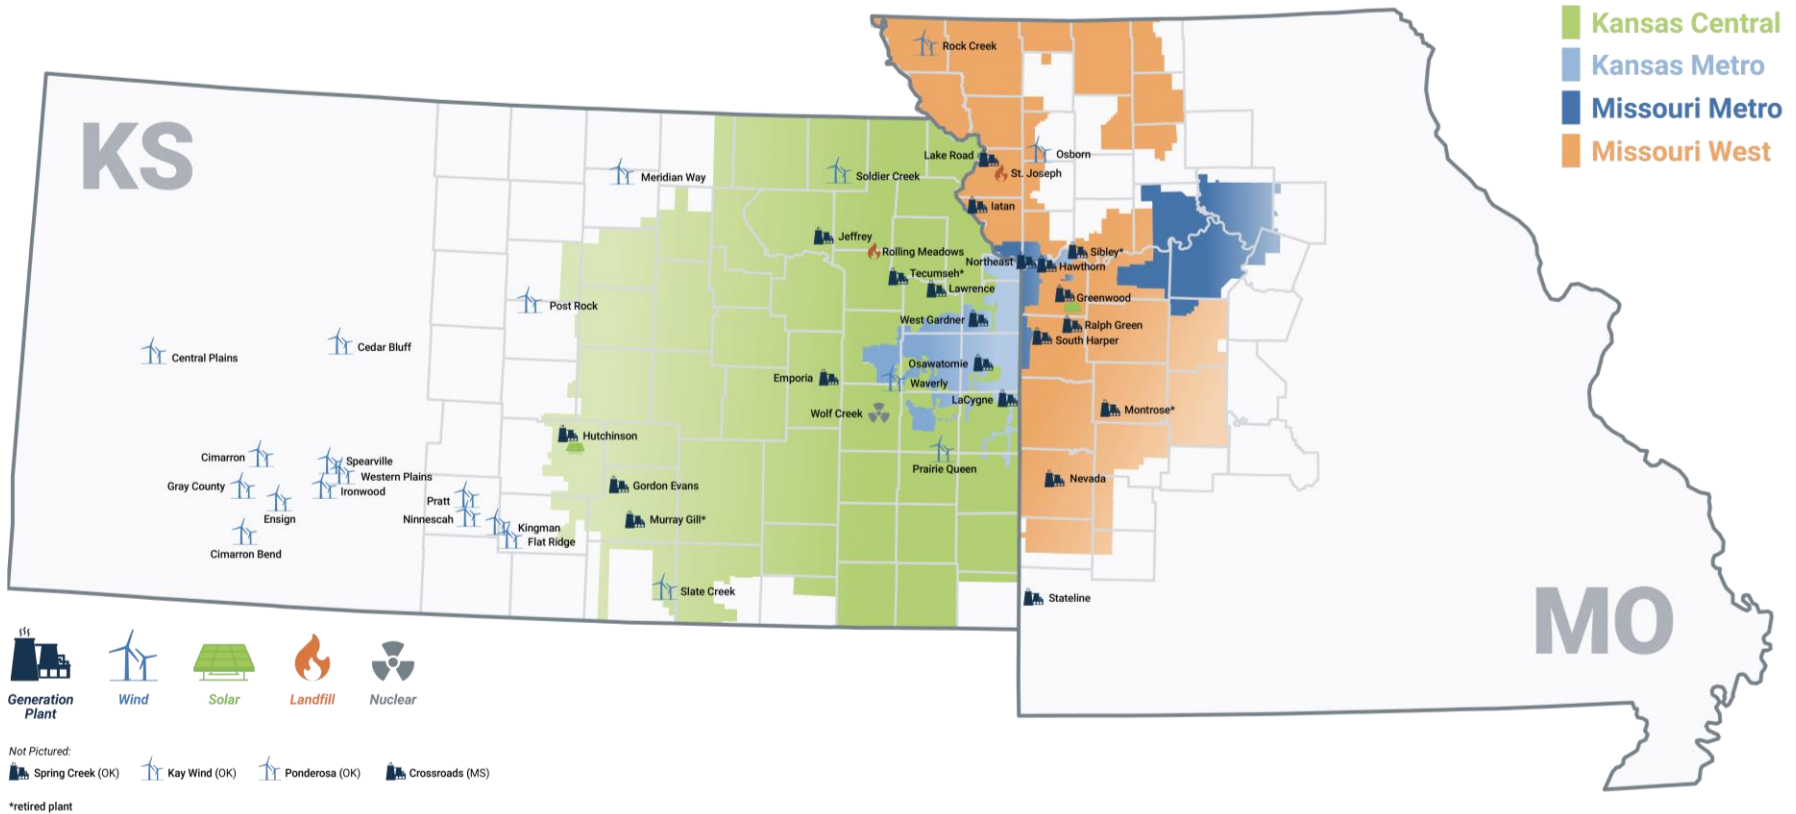 Kansas Central
Kansas Metro
Missouri Metro
Missouri West
KS
MO
Rock Creek
Lake Road
Osborn
St. Joseph
Iatan
Meridian Way
Soldier Creek
Jeffrey
Rolling Meadows
Northeast
Sibley*
Hawthorn
Tecumseh*
Lawrence
Greenwood
Post Rock
West Gardner
Ralph Green
South Harper
Central Plains
Cedar Bluff
Osawatomie
Emporia
Waverly
LaCygne
Wolf Creek
Montrose*
Hutchinson
Cimarron
Spearville
Western Plains
Prairie Queen
Gray County
Ironwood
Gordon Evans
Nevada
Pratt
Ensign
Ninnescah
Murray Gill*
Kingman
Flat Ridge
Cimarron Bend
Slate Creek
Stateline
Generation
Plant
Wind
Solar
Landfill
Nuclear
Not Pictured:
Spring Creek (OK)
Kay Wind (OK)
Ponderosa (OK)
Crossroads (MS)
*retired plant